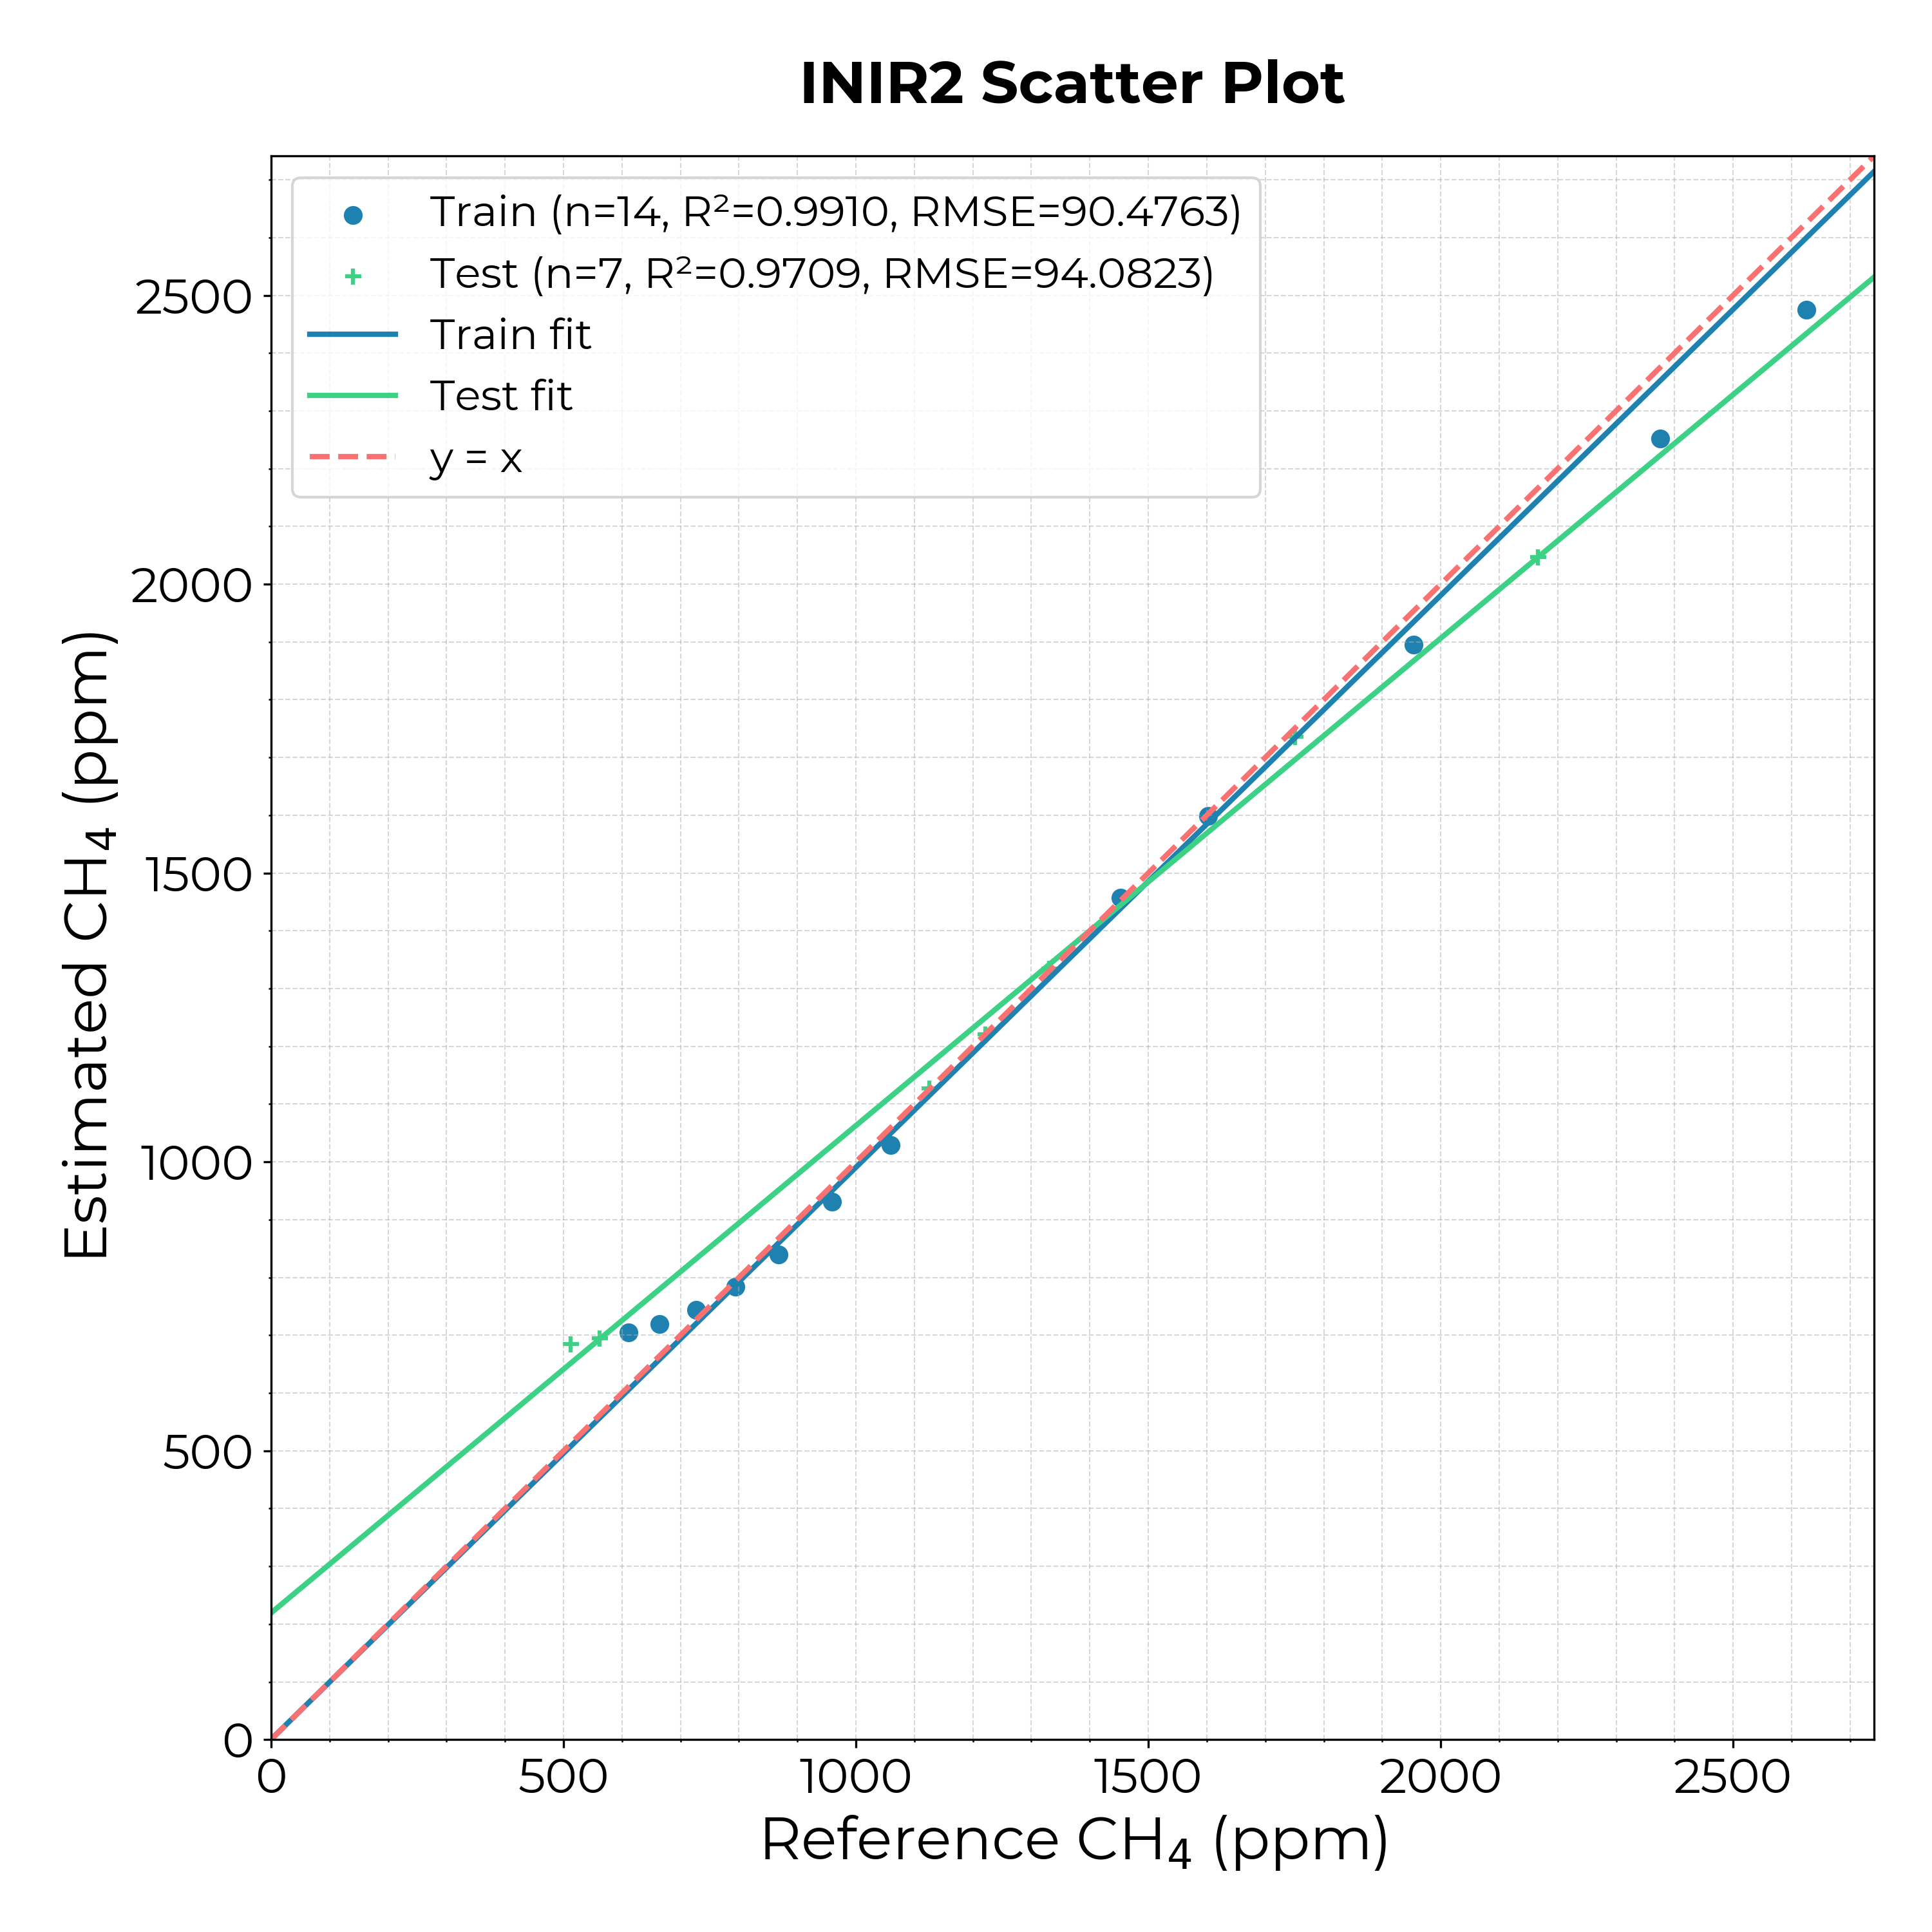 INIR2 Scatter Plot
Train (n=14, R²=0.9910, RMSE=90.4763)
Test (n=7, R²=0.9709, RMSE=94.0823)
Train fit
Test fit
y = x
Estimated CH₄ (ppm)
2500
2000
1500
1000
500
0
0 500 1000 1500 2000 2500
Reference CH₄ (ppm)